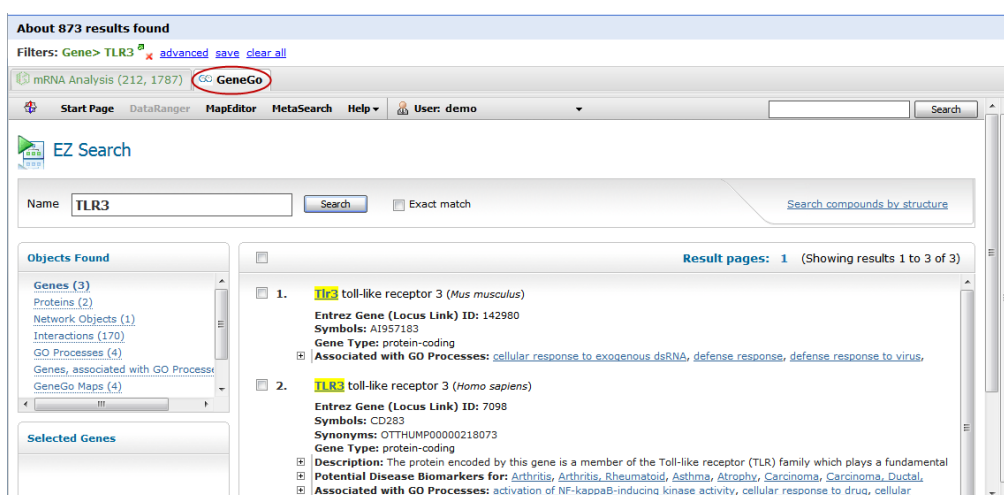 About 873 results found
Filters: Gene> TLR3 advanced save clear all
mRNA Analysis (212, 1787) GeneGo
Start Page DataRanger MapEditor MetaSearch Help User: demo Search
EZ Search
Name TLR3 Search Exact match Search compounds by structure
Objects Found
Genes (3)
Proteins (2)
Network Objects (1)
Interactions (170)
GO Processes (4)
Genes, associated with GO Processe
GeneGo Maps (4)
Selected Genes
Result pages: 1 (Showing results 1 to 3 of 3)
1. Tlr3 toll-like receptor 3 (Mus musculus)
Entrez Gene (Locus Link) ID: 142980
Symbols: AI957183
Gene Type: protein-coding
Associated with GO Processes: cellular response to exogenous dsRNA, defense response, defense response to virus,
2. TLR3 toll-like receptor 3 (Homo sapiens)
Entrez Gene (Locus Link) ID: 7098
Symbols: CD283
Synonyms: OTTHUMP00000218073
Gene Type: protein-coding
Description: The protein encoded by this gene is a member of the Toll-like receptor (TLR) family which plays a fundamental
Potential Disease Biomarkers for: Arthritis, Arthritis, Rheumatoid, Asthma, Atrophy, Carcinoma, Carcinoma, Ductal,
Associated with GO Processes: activation of NF-kappaB-inducing kinase activity, cellular response to drug, cellular